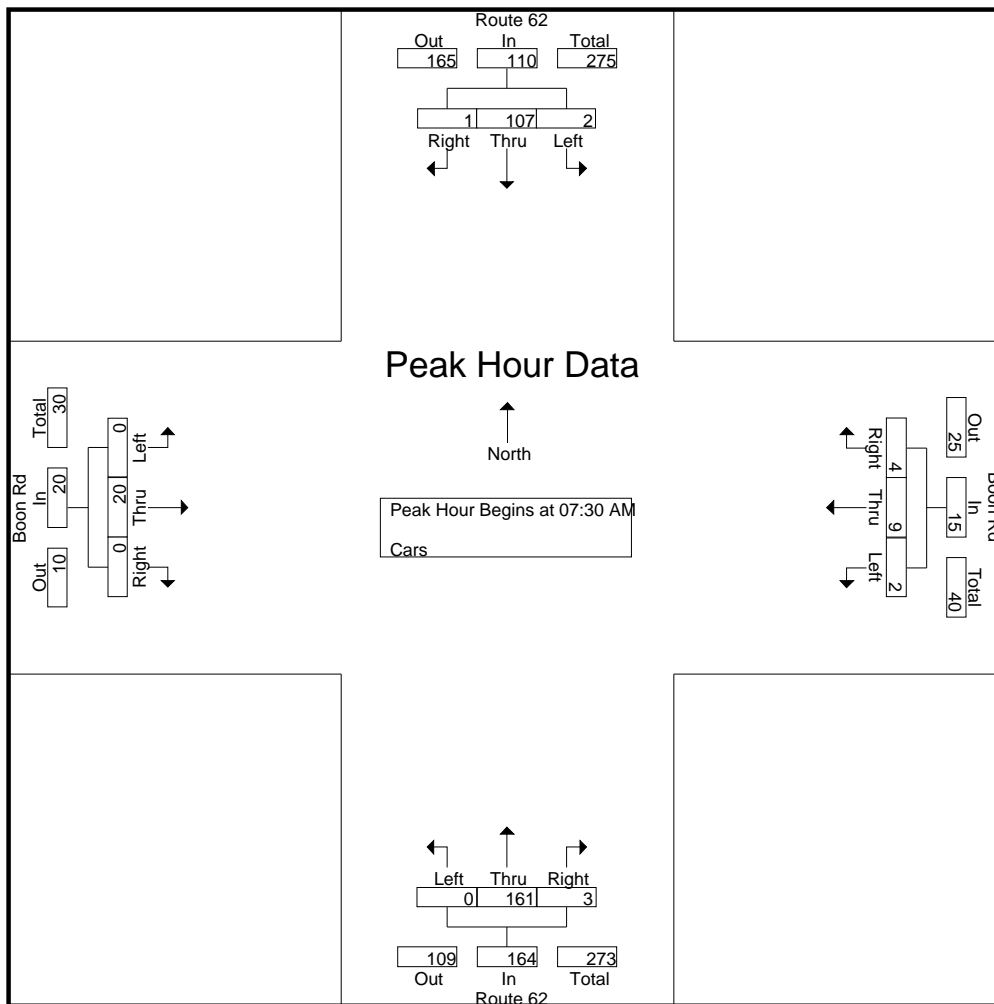 Route 62
Out In Total
165 110 275
1 107 2
Right Thru Left
Peak Hour Data
North
Peak Hour Begins at 07:30 AM
Cars
Boon Rd
Out In Total
10 20 30
0 20 0
Left Thru Right
Boon Rd
Out In Total
25 15 40
4 9 2
Right Thru Left
Left Thru Right
0 161 3
109 164 273
Out In Total
Route 62